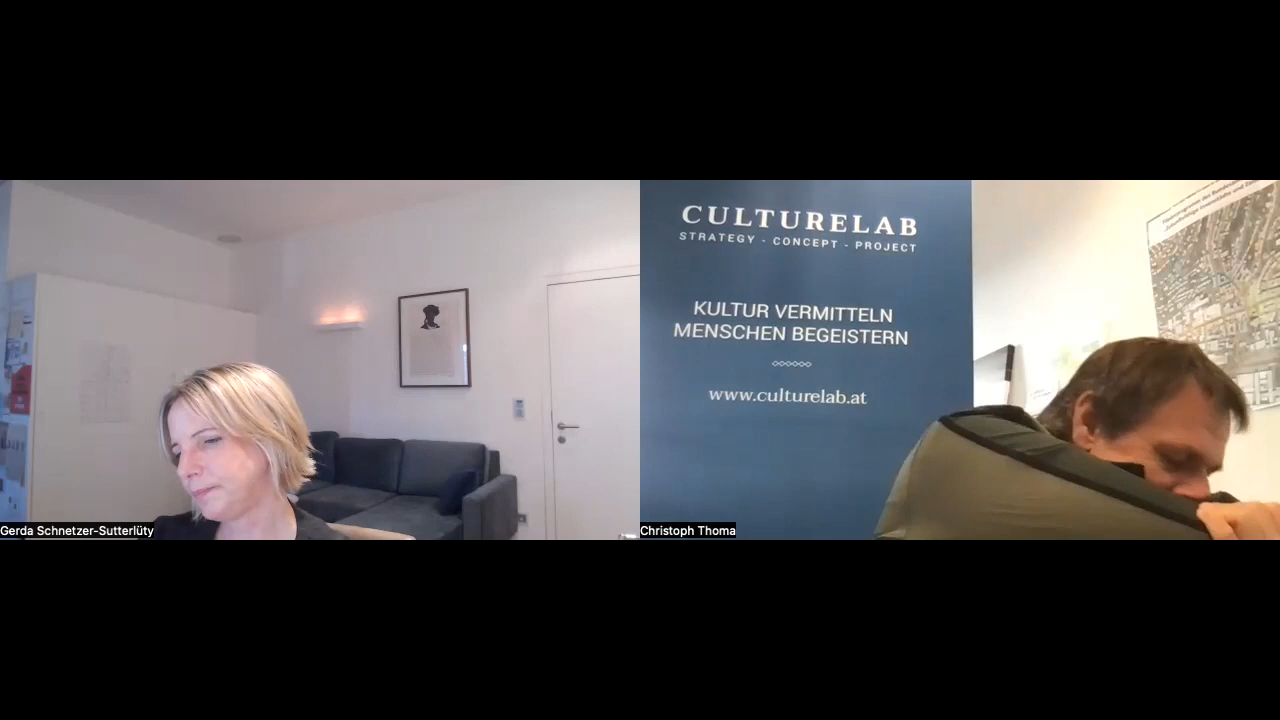 CULTURELAB
STRATEGY - CONCEPT - PROJECT
KULTUR VERMITTELN
MENSCHEN BEGEISTERN
www.culturelab.at
Gerda Schnetzer-Sutterlüty
Christoph Thoma